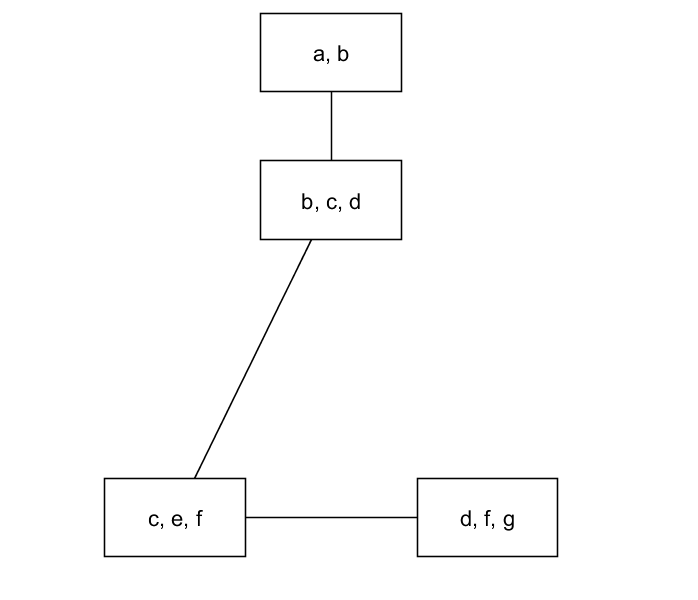 a, b
b, c, d
c, e, f
d, f, g